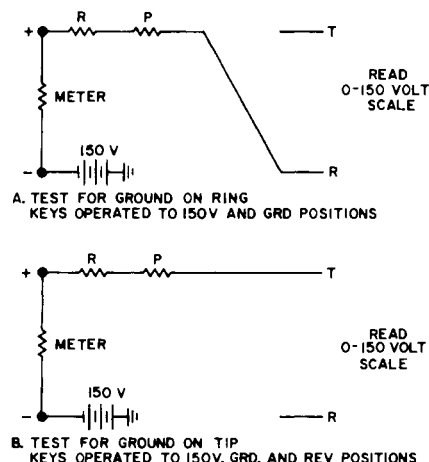 R P
+ T
METER
READ
0-150 VOLT
SCALE
150 V
- R
A. TEST FOR GROUND ON RING
KEYS OPERATED TO 150V AND GRD POSITIONS
R P
+ T
METER
READ
0-150 VOLT
SCALE
150 V
- R
B. TEST FOR GROUND ON TIP
KEYS OPERATED TO 150V, GRD, AND REV POSITIONS